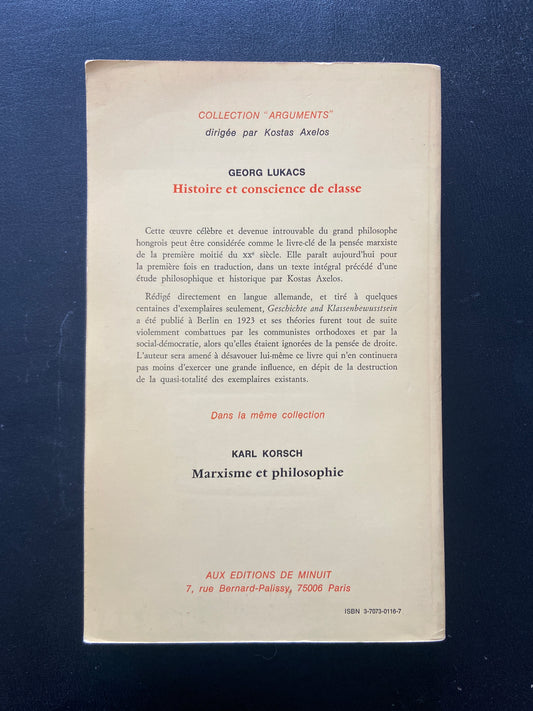 COLLECTION "ARGUMENTS"
dirigée par Kostas Axelos
GEORG LUKACS
Histoire et conscience de classe
Cette œuvre célèbre et devenue introuvable du grand philosophe
hongrois peut être considérée comme le livre-clé de la pensée marxiste
de la première moitié du XXe siècle. Elle paraît aujourd'hui pour
la première fois en traduction, dans un texte intégral précédé d'une
étude philosophique et historique par Kostas Axelos.
Rédigé directement en langue allemande, et tiré à quelques
centaines d'exemplaires seulement, Geschichte and Klassenbewusstsein
a été publié à Berlin en 1923 et ses théories furent tout de suite
violemment combattues par les communistes orthodoxes et par la
social-démocratie, alors qu'elles étaient ignorées de la pensée de droite.
L'auteur sera amené à désavouer lui-même ce livre qui n'en continuera
pas moins d'exercer une grande influence, en dépit de la destruction
de la quasi-totalité des exemplaires existants.
Dans la même collection
KARL KORSCH
Marxisme et philosophie
AUX EDITIONS DE MINUIT
7, rue Bernard-Palissy, 75006 Paris
ISBN 3-7073-0116-7